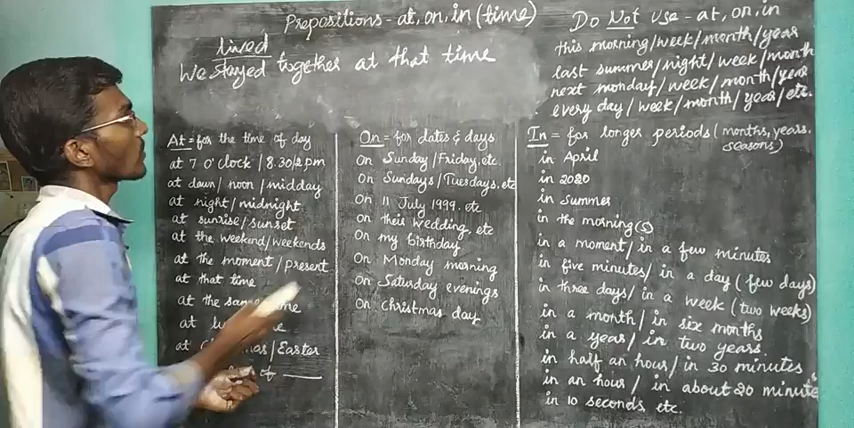 Prepositions - at, on, in (time)
lived
We stayed together at that time
Do Not use - at, on, in
this morning/week/month/year
last summer/night/week/month
next monday/week/month/year
every day/week/month/year/etc.
At = for the time of day
at 7 O'clock / 8.30/2pm
at dawn/noon/midday
at night/midnight
at sunrise/sunset
at the weekend/weekends
at the moment/present
at that time
at the same
at
at /Easter
of
On = for dates & days
on Sunday/Friday, etc.
on Sundays/Tuesdays, etc
on 11 July 1999. etc
on their wedding, etc
on my birthday
on Monday morning
on Saturday evenings
on Christmas day
In = for longer periods (months, years. seasons)
in April
in 2020
in summer
in the morning(s)
in a moment/in a few minutes
in five minutes/in a day (few days)
in three days/in a week (two weeks)
in a month/in six months
in a year/in two years.
in half an hour/in 30 minutes
in an hour/in about 20 minute
in 10 seconds etc.